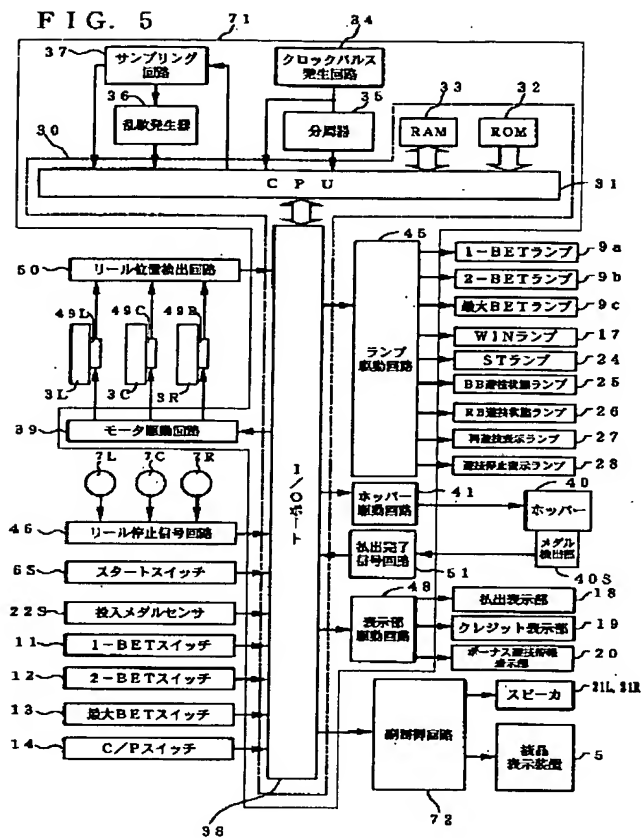 FIG. 5
71
37
サンプリング
回路
34
クロックパルス
発生回路
36
乱数発生器
35
分周器
33
RAM
32
ROM
30
CPU
31
50
リール位置検出回路
49L
49C
49R
3L
3C
3R
39
モータ駆動回路
7L
7C
7R
46
リール停止信号回路
6S
スタートスイッチ
22S
投入メダルセンサ
11
1-BETスイッチ
12
2-BETスイッチ
13
最大BETスイッチ
14
C/Pスイッチ
I/Oポート
38
45
ランプ
駆動回路
1-BETランプ
9a
2-BETランプ
9b
最大BETランプ
9c
WINランプ
17
STランプ
24
BB遊技状態ランプ
25
RB遊技状態ランプ
26
再遊技表示ランプ
27
遊技停止表示ランプ
28
ホッパー
駆動回路
41
40
ホッパー
払出完了
信号回路
51
メダル
検出部
40S
48
表示部
駆動回路
払出表示部
18
クレジット表示部
19
ボーナス遊技情報
表示部
20
副制御回路
72
スピーカ
21L, 21R
液晶
表示装置
5